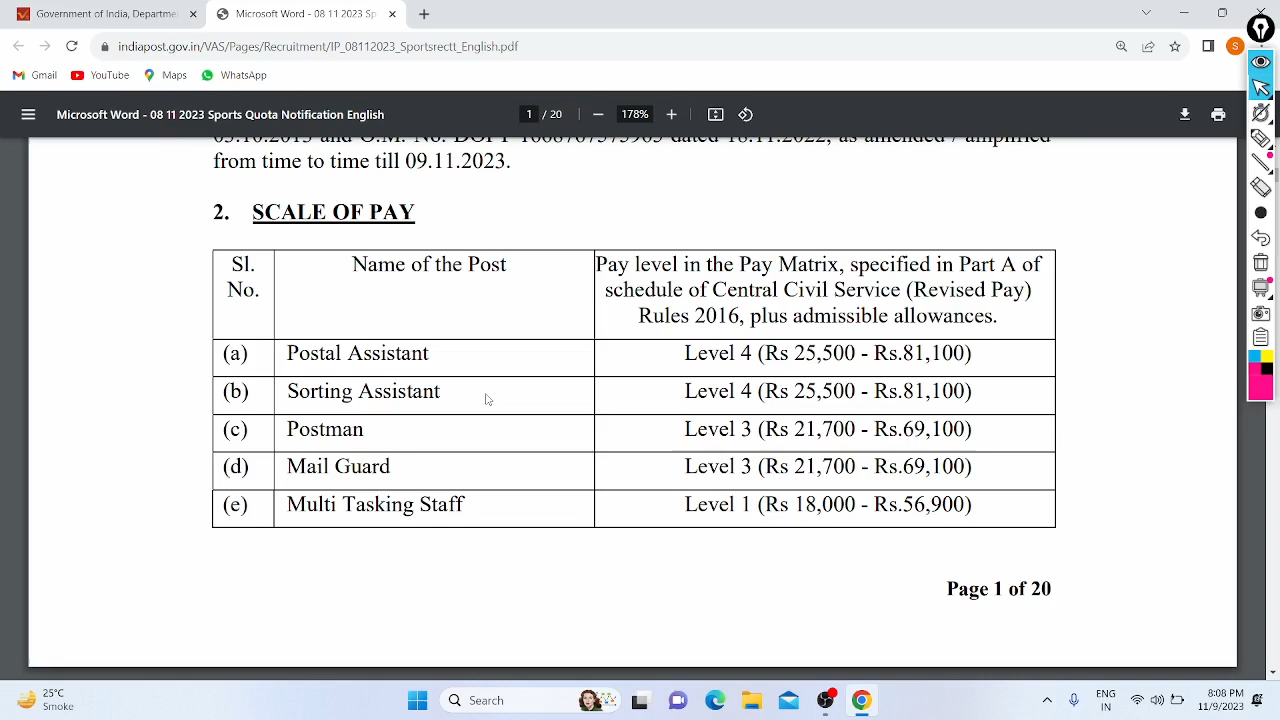 Government of India, Departme
Microsoft Word - 08 11 2023 Sp
indiapost.gov.in/VAS/Pages/Recruitment/IP_08112023_Sportsrectt_English.pdf
S
Gmail
YouTube
Maps
WhatsApp
Microsoft Word - 08 11 2023 Sports Quota Notification English
1 / 20
178%
from time to time till 09.11.2023.
2. SCALE OF PAY
Sl. No.
Name of the Post
Pay level in the Pay Matrix, specified in Part A of
schedule of Central Civil Service (Revised Pay)
Rules 2016, plus admissible allowances.
(a) Postal Assistant Level 4 (Rs 25,500 - Rs.81,100)
(b) Sorting Assistant Level 4 (Rs 25,500 - Rs.81,100)
(c) Postman Level 3 (Rs 21,700 - Rs.69,100)
(d) Mail Guard Level 3 (Rs 21,700 - Rs.69,100)
(e) Multi Tasking Staff Level 1 (Rs 18,000 - Rs.56,900)
Page 1 of 20
25°C
Smoke
Search
ENG
IN
8:08 PM
11/9/2023